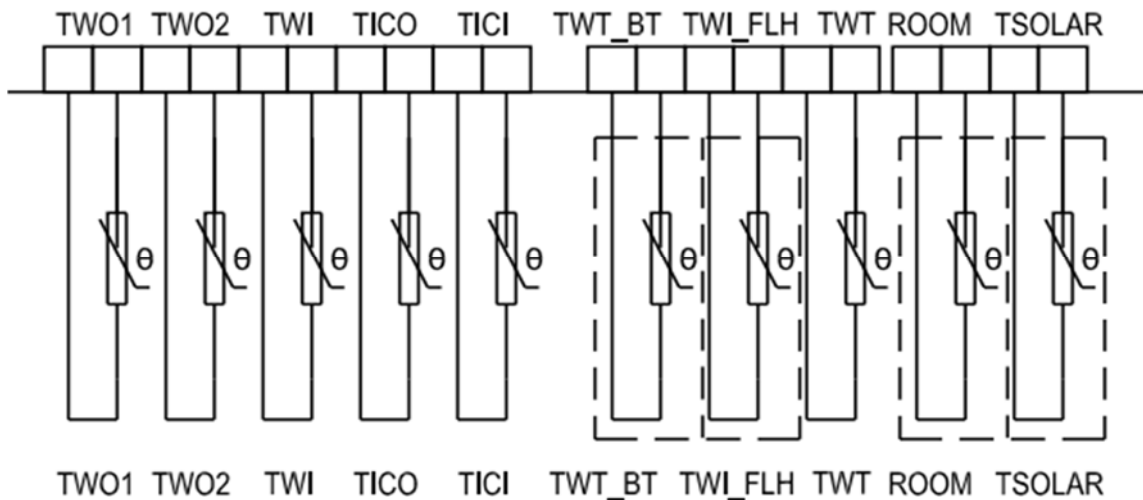 TWO1 TWO2 TWI TICO TICI TWT_BT TWI_FLH TWT ROOM TSOLAR
θ θ θ θ θ θ θ θ θ θ
TWO1 TWO2 TWI TICO TICI TWT_BT TWI_FLH TWT ROOM TSOLAR